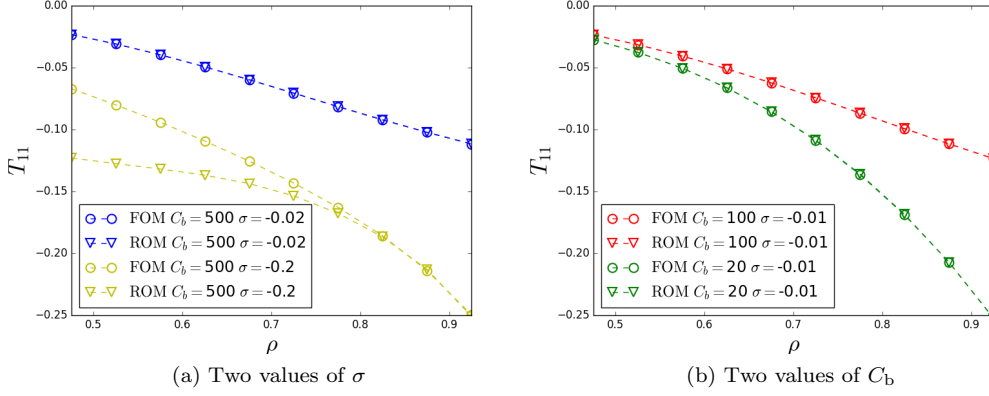 0.00
−0.05
−0.10
−0.15
−0.20
−0.25
T11
FOM Cb = 500 σ = -0.02
ROM Cb = 500 σ = -0.02
FOM Cb = 500 σ = -0.2
ROM Cb = 500 σ = -0.2
0.5 0.6 0.7 0.8 0.9
ρ
(a) Two values of σ
0.00
−0.05
−0.10
−0.15
−0.20
−0.25
T11
FOM Cb = 100 σ = -0.01
ROM Cb = 100 σ = -0.01
FOM Cb = 20 σ = -0.01
ROM Cb = 20 σ = -0.01
0.5 0.6 0.7 0.8 0.9
ρ
(b) Two values of Cb